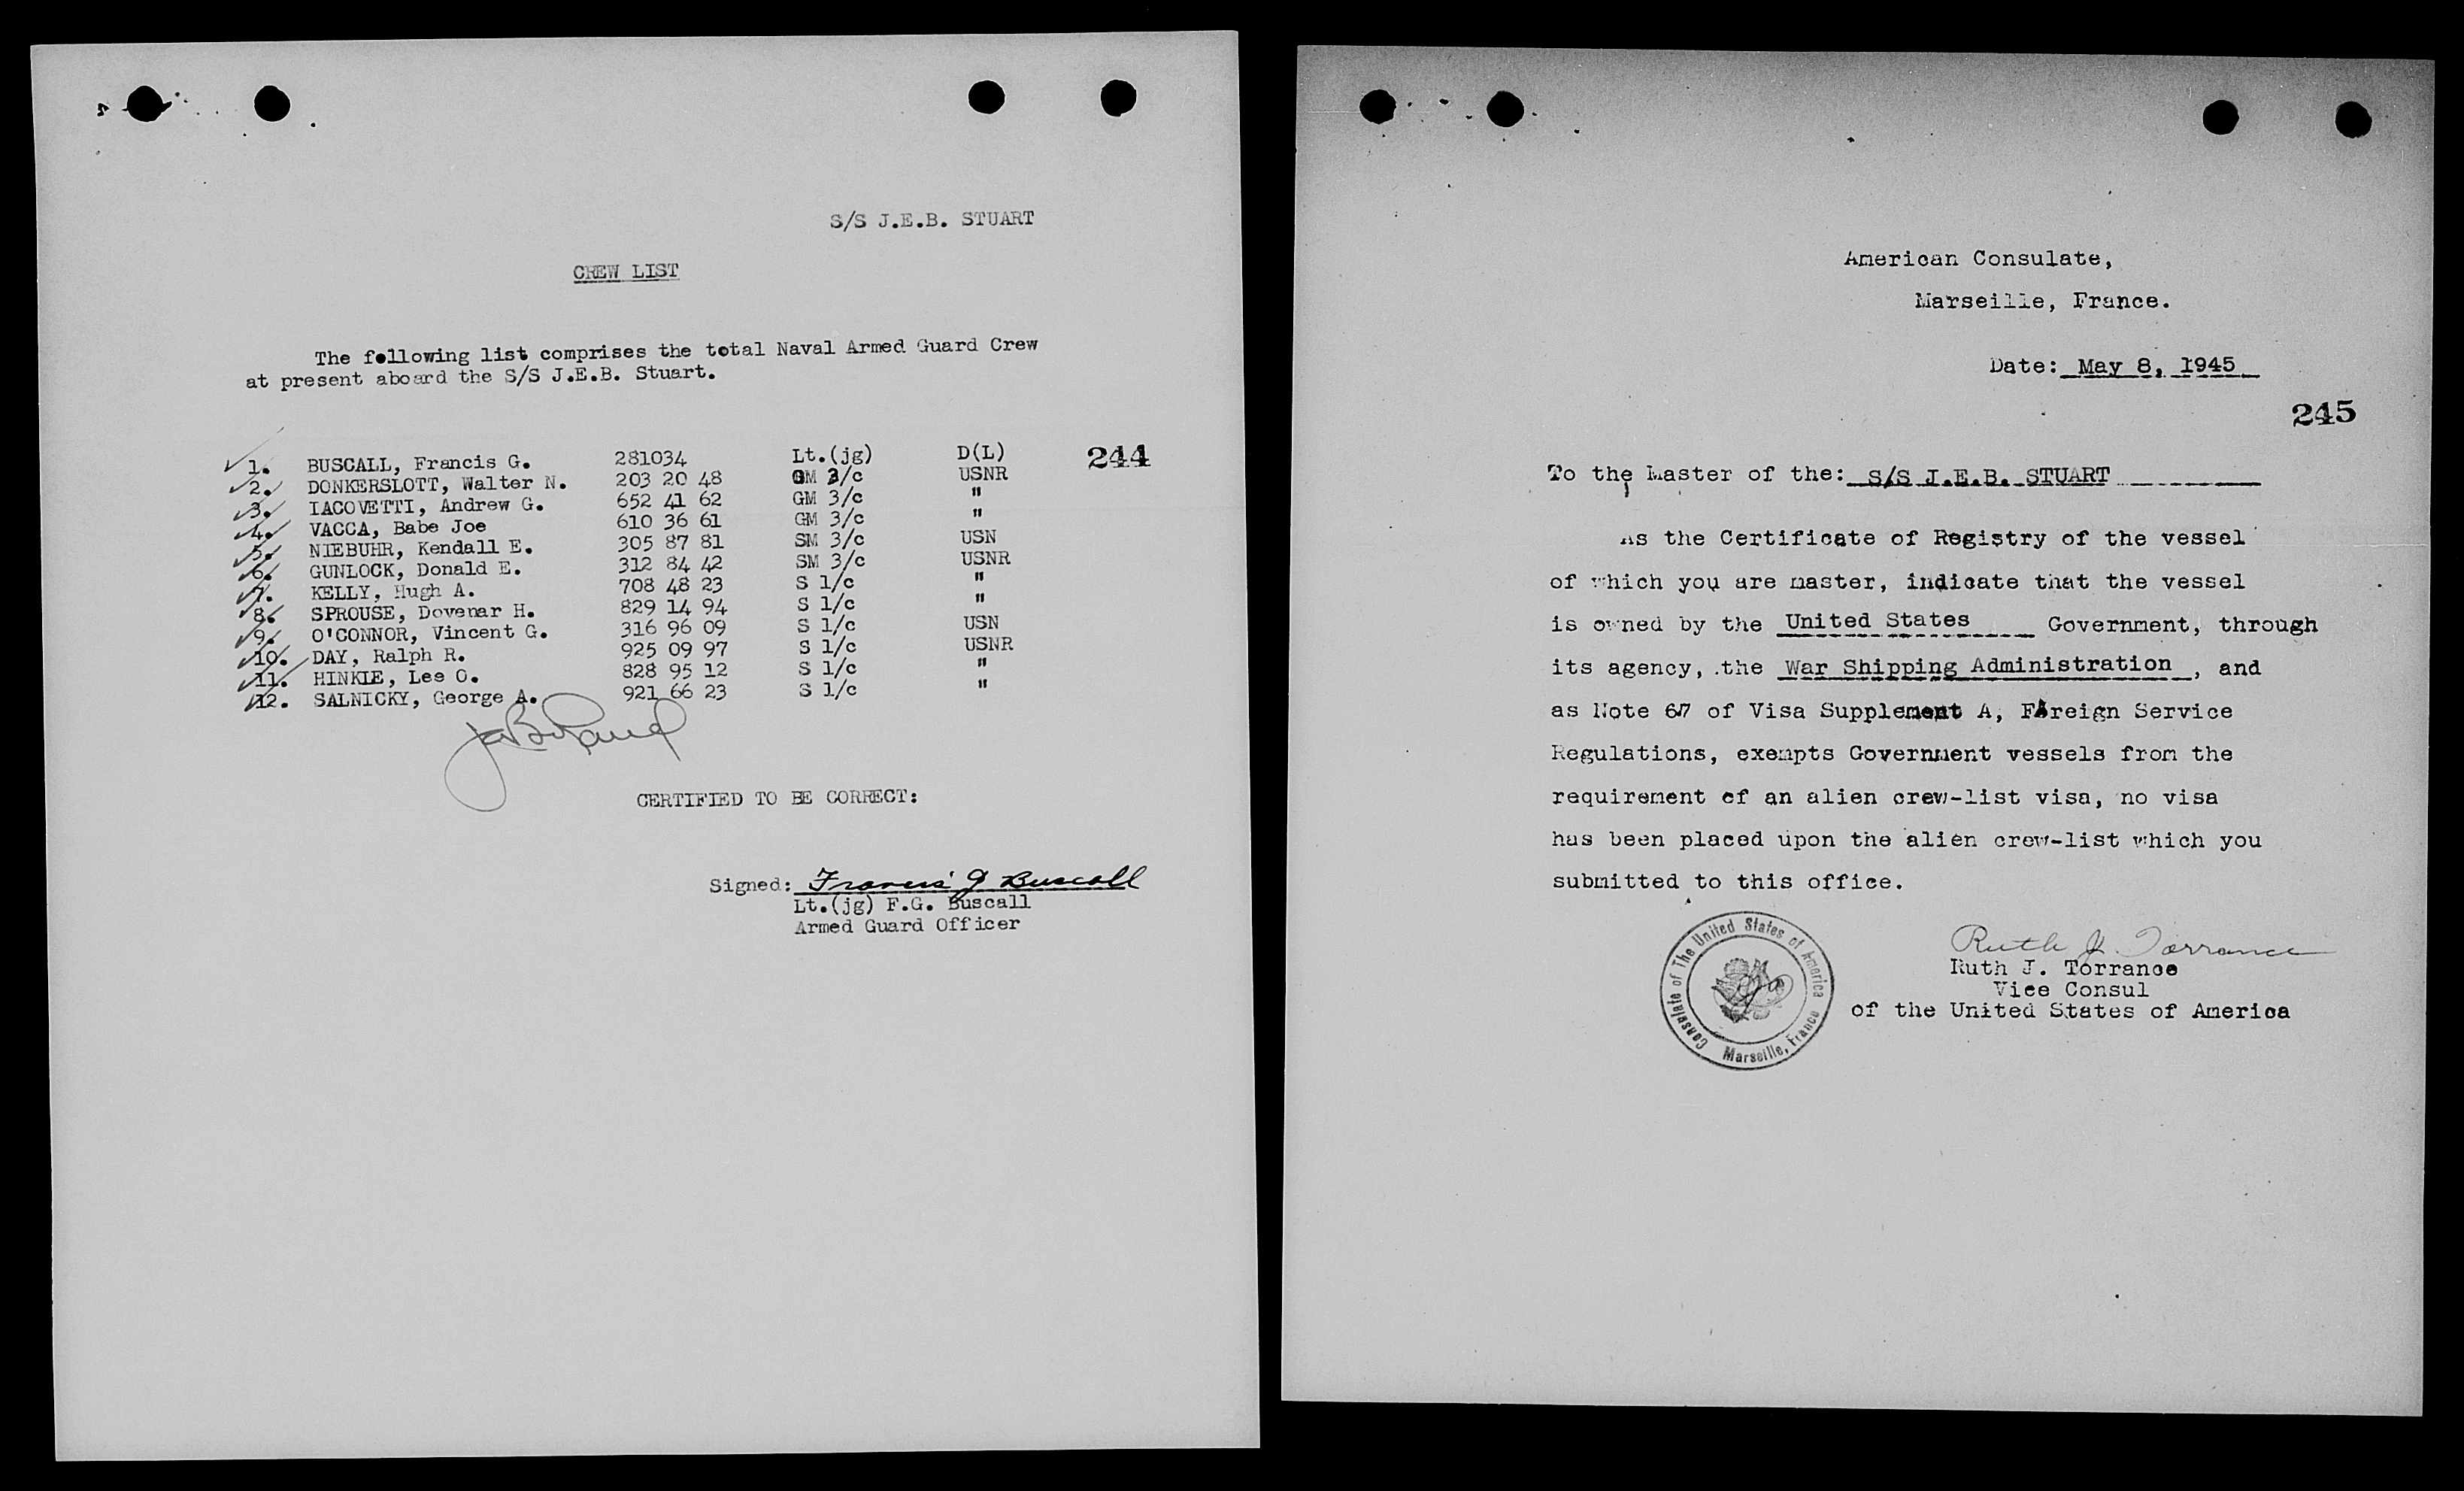 S/S J.E.B. STUART
CREW LIST
The following list comprises the total Naval Armed Guard Crew
at present aboard the S/S J.E.B. Stuart.
244
1. BUSCALL, Francis G. 281034 Lt.(jg) D(L)
2. DONKERSLOTT, Walter N. 203 20 48 GM 3/c USNR
3. IACOVETTI, Andrew G. 652 41 62 GM 3/c "
4. VACCA, Babe Joe 610 36 61 GM 3/c "
5. NIEBUHR, Kendall E. 305 87 81 SM 3/c USN
6. GUNLOCK, Donald E. 312 84 42 SM 3/c USNR
7. KELLY, Hugh A. 708 48 23 S 1/c "
8. SPROUSE, Dovenar H. 829 14 94 S 1/c "
9. O'CONNOR, Vincent G. 316 96 09 S 1/c USN
10. DAY, Ralph R. 925 09 97 S 1/c USNR
11. HINKLE, Lee O. 828 95 12 S 1/c "
12. SALNICKY, George A. 921 66 23 S 1/c "
CERTIFIED TO BE CORRECT:
Signed: Francis G Buscall
Lt.(jg) F.G. Buscall
Armed Guard Officer
American Consulate,
Marseille, France.
Date: May 8, 1945
245
To the Master of the: S/S J.E.B. STUART
As the Certificate of Registry of the vessel
of which you are master, indicate that the vessel
is owned by the United States Government, through
its agency, the War Shipping Administration, and
as Note 67 of Visa Supplement A, Foreign Service
Regulations, exempts Government vessels from the
requirement of an alien crew-list visa, no visa
has been placed upon the alien crew-list which you
submitted to this office.
Consulate of The United States of America
Marseille, France
Ruth J. Torrance
Ruth J. Torrance
Vice Consul
of the United States of America